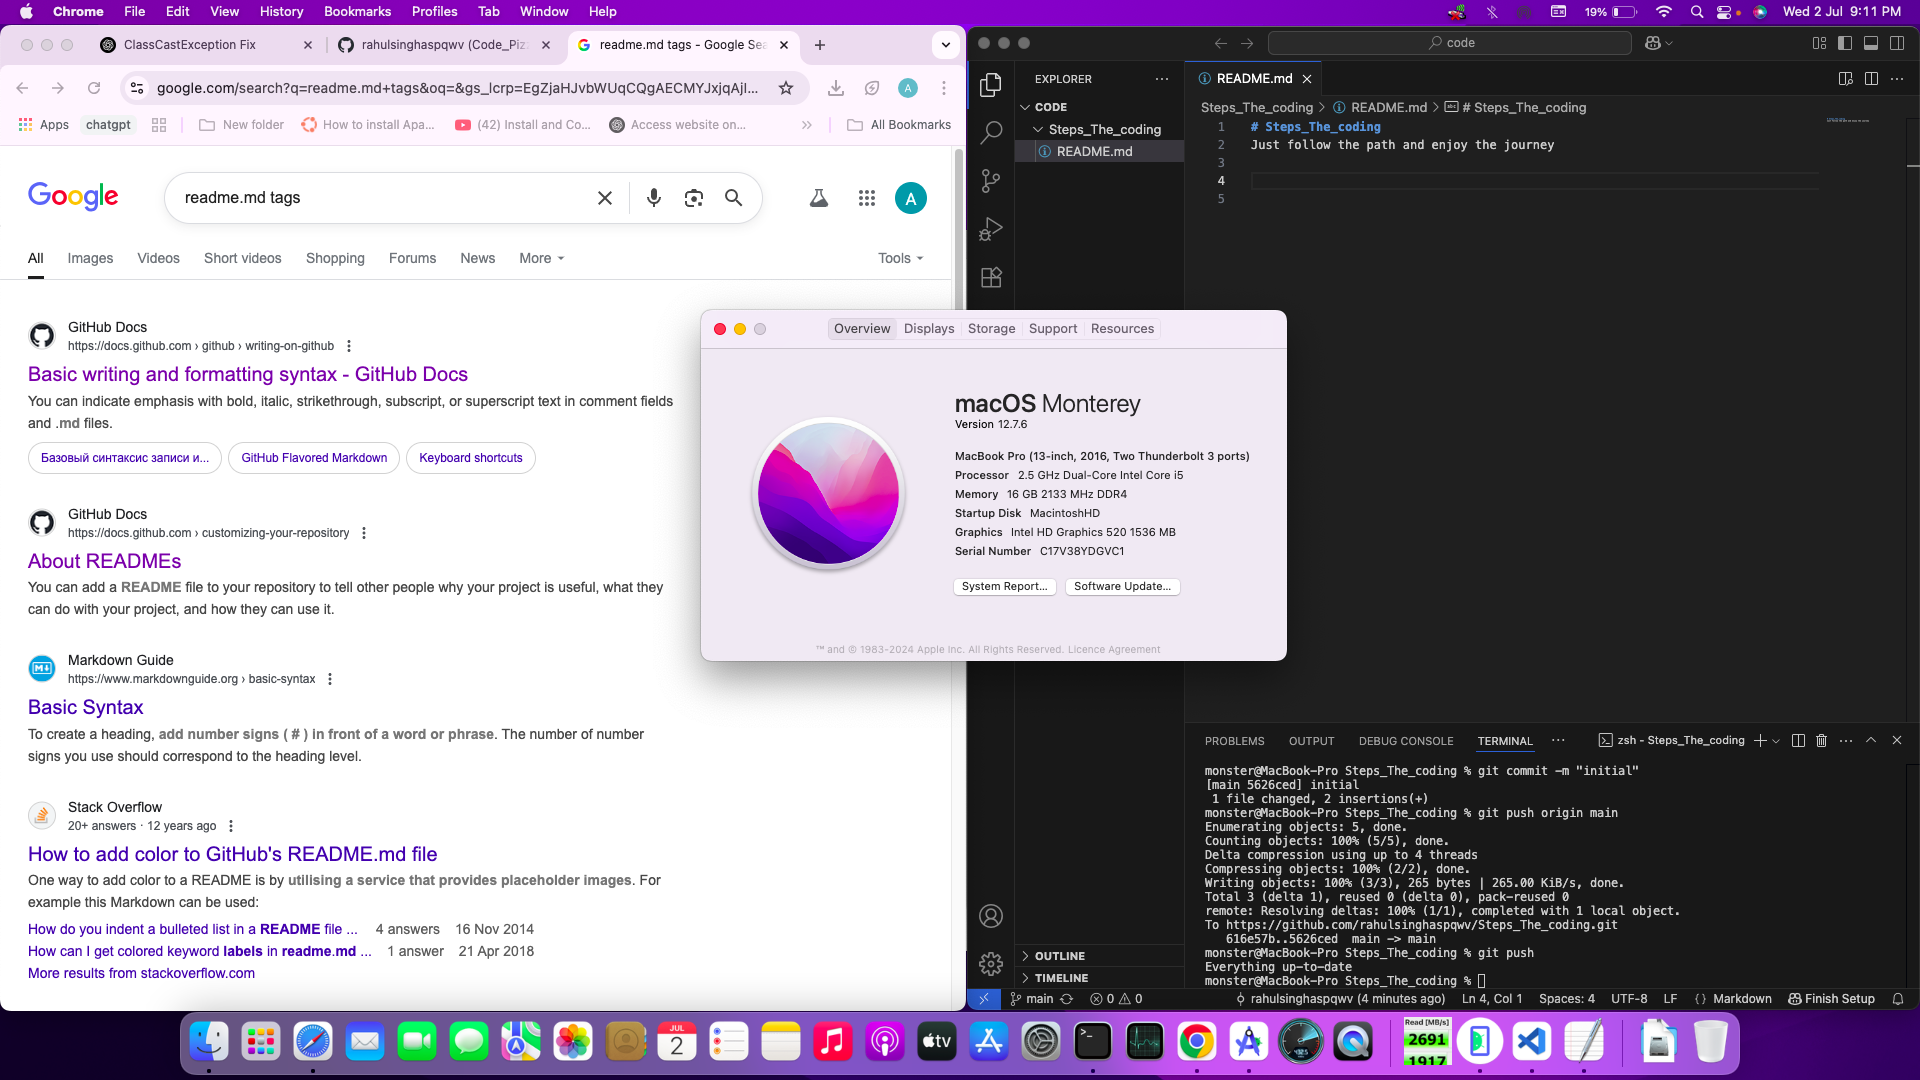 Chrome File Edit View History Bookmarks Profiles Tab Window Help
19% Wed 2 Jul 9:11 PM
ClassCastException Fix
rahulsinghaspqwv (Code_Piz
readme.md tags - Google Sea
google.com/search?q=readme.md+tags&oq=&gs_lcrp=EgZjaHJvbWUqCQgAECMYJxjqAjI...
A
Apps
chatgpt
New folder
How to install Apa...
(42) Install and Co...
Access website on...
»
All Bookmarks
Google
readme.md tags
A
All Images Videos Short videos Shopping Forums News More
Tools
GitHub Docs
https://docs.github.com › github › writing-on-github
Basic writing and formatting syntax - GitHub Docs
You can indicate emphasis with bold, italic, strikethrough, subscript, or superscript text in comment fields
and .md files.
Базовый синтаксис записи и...
GitHub Flavored Markdown
Keyboard shortcuts
GitHub Docs
https://docs.github.com › customizing-your-repository
About READMEs
You can add a README file to your repository to tell other people why your project is useful, what they
can do with your project, and how they can use it.
Markdown Guide
https://www.markdownguide.org › basic-syntax
Basic Syntax
To create a heading, add number signs ( # ) in front of a word or phrase. The number of number
signs you use should correspond to the heading level.
Stack Overflow
20+ answers · 12 years ago
How to add color to GitHub's README.md file
One way to add color to a README is by utilising a service that provides placeholder images. For
example this Markdown can be used:
How do you indent a bulleted list in a README file ... 4 answers 16 Nov 2014
How can I get colored keyword labels in readme.md ... 1 answer 21 Apr 2018
More results from stackoverflow.com
Overview Displays Storage Support Resources
macOS Monterey
Version 12.7.6
MacBook Pro (13-inch, 2016, Two Thunderbolt 3 ports)
Processor 2.5 GHz Dual-Core Intel Core i5
Memory 16 GB 2133 MHz DDR4
Startup Disk MacintoshHD
Graphics Intel HD Graphics 520 1536 MB
Serial Number C17V38YDGVC1
System Report...
Software Update...
™ and © 1983-2024 Apple Inc. All Rights Reserved. Licence Agreement
code
EXPLORER
CODE
Steps_The_coding
README.md
OUTLINE
TIMELINE
README.md
Steps_The_coding > README.md > # Steps_The_coding
1 # Steps_The_coding
2 Just follow the path and enjoy the journey
3
4
5
PROBLEMS OUTPUT DEBUG CONSOLE TERMINAL
zsh - Steps_The_coding
monster@MacBook-Pro Steps_The_coding % git commit -m "initial"
[main 5626ced] initial
1 file changed, 2 insertions(+)
monster@MacBook-Pro Steps_The_coding % git push origin main
Enumerating objects: 5, done.
Counting objects: 100% (5/5), done.
Delta compression using up to 4 threads
Compressing objects: 100% (2/2), done.
Writing objects: 100% (3/3), 265 bytes | 265.00 KiB/s, done.
Total 3 (delta 1), reused 0 (delta 0), pack-reused 0
remote: Resolving deltas: 100% (1/1), completed with 1 local object.
To https://github.com/rahulsinghaspqwv/Steps_The_coding.git
616e57b..5626ced main -> main
monster@MacBook-Pro Steps_The_coding % git push
Everything up-to-date
monster@MacBook-Pro Steps_The_coding %
main
0 0
rahulsinghaspqwv (4 minutes ago) Ln 4, Col 1 Spaces: 4 UTF-8 LF {} Markdown Finish Setup
JUL
2
tv
Read [MB/s]
2691
1917